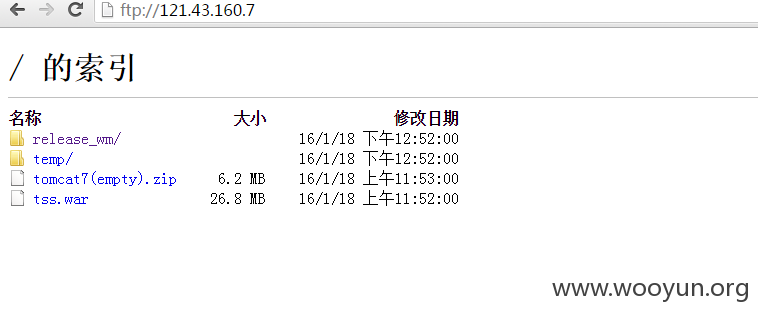 ftp://121.43.160.7
/ 的索引
名称 大小 修改日期
release_wm/ 16/1/18 下午12:52:00
temp/ 16/1/18 下午12:52:00
tomcat7(empty).zip 6.2 MB 16/1/18 上午11:53:00
tss.war 26.8 MB 16/1/18 上午11:52:00
www.wooyun.org